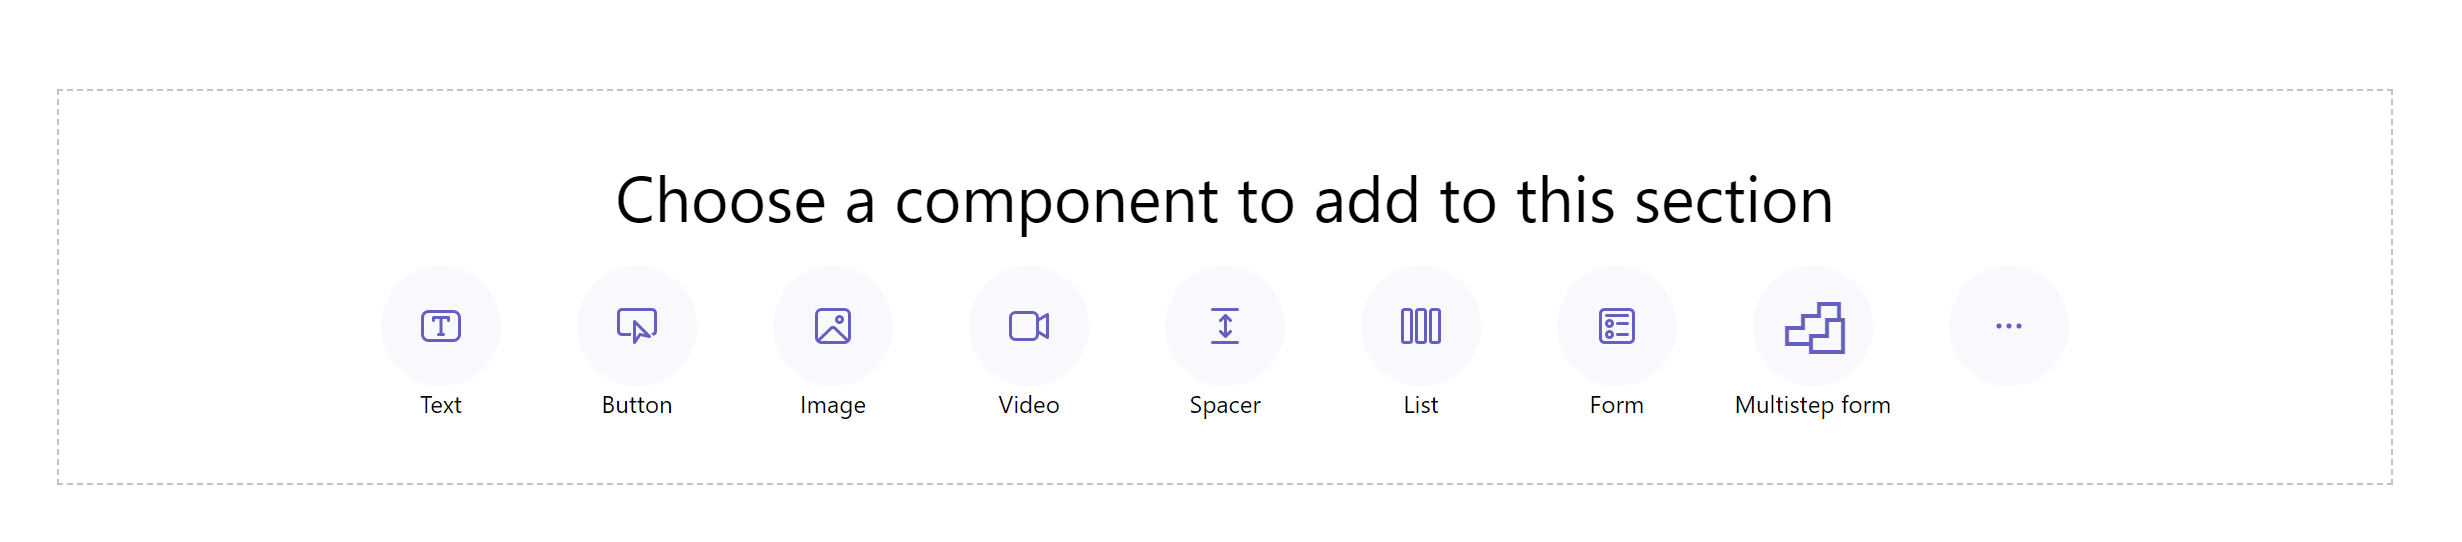 Choose a component to add to this section
Text Button Image Video Spacer List Form Multistep form